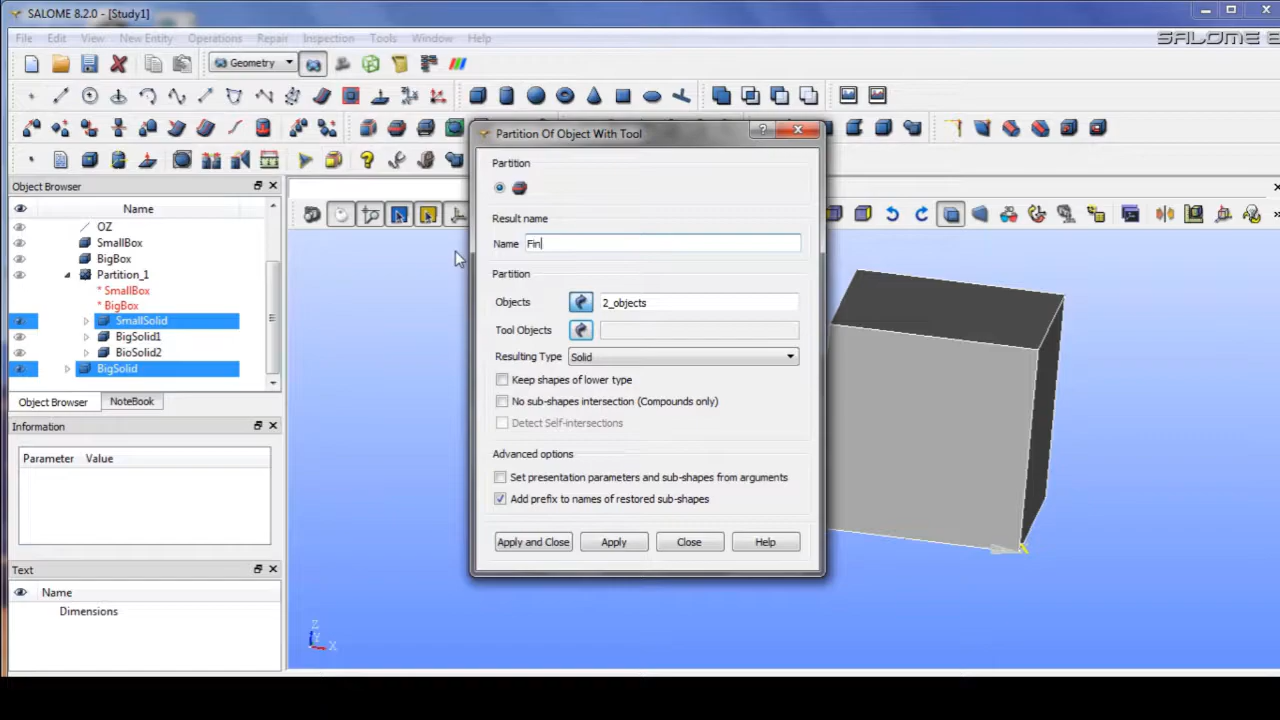 SALOME 8.2.0 - [Study1]
File Edit View New Entity Operations Repair Inspection Tools Window Help
SALOME
Geometry
Object Browser
Name
OZ
SmallBox
BigBox
Partition_1
* SmallBox
* BigBox
SmallSolid
BigSolid1
BioSolid2
BigSolid
Object Browser NoteBook
Information
Parameter Value
Text
Name
Dimensions
Partition Of Object With Tool
Partition
Result name
Name Fin
Partition
Objects 2_objects
Tool Objects
Resulting Type Solid
Keep shapes of lower type
No sub-shapes intersection (Compounds only)
Detect Self-intersections
Advanced options
Set presentation parameters and sub-shapes from arguments
Add prefix to names of restored sub-shapes
Apply and Close Apply Close Help
X
Z
Y
X